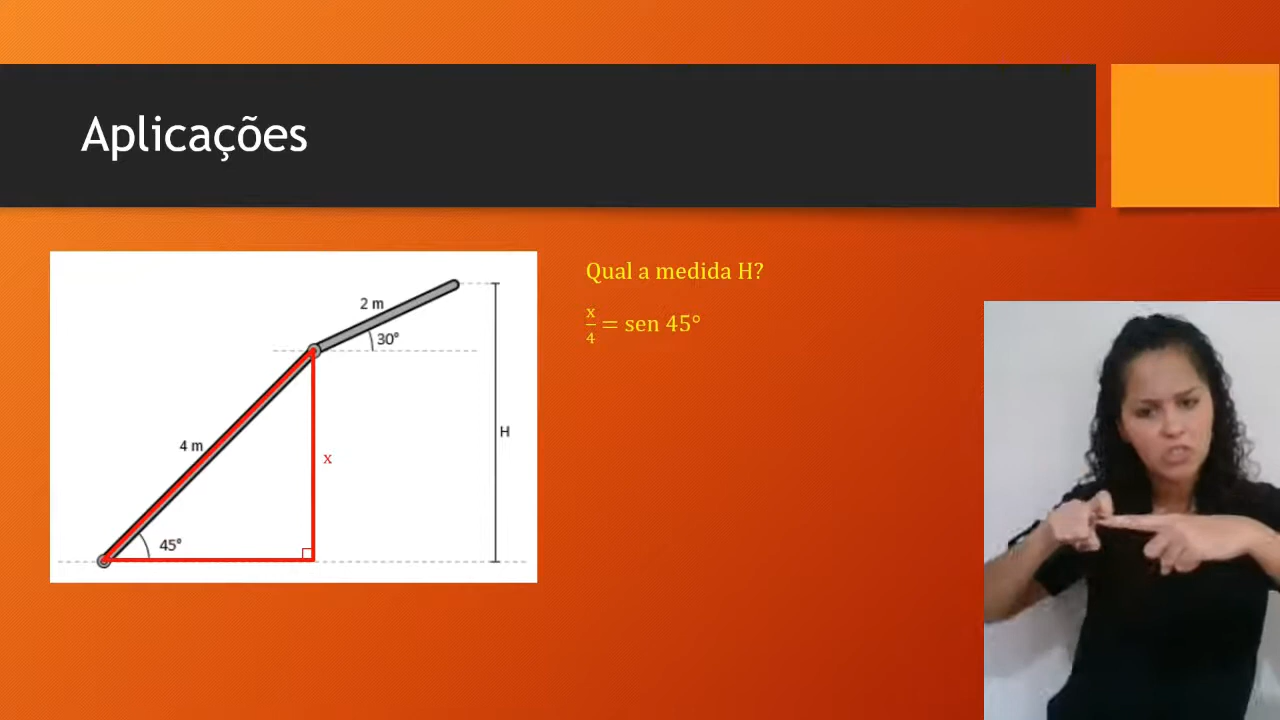 Aplicações
Qual a medida H?
x/4 = sen 45°
2 m
30°
4 m
H
x
45°